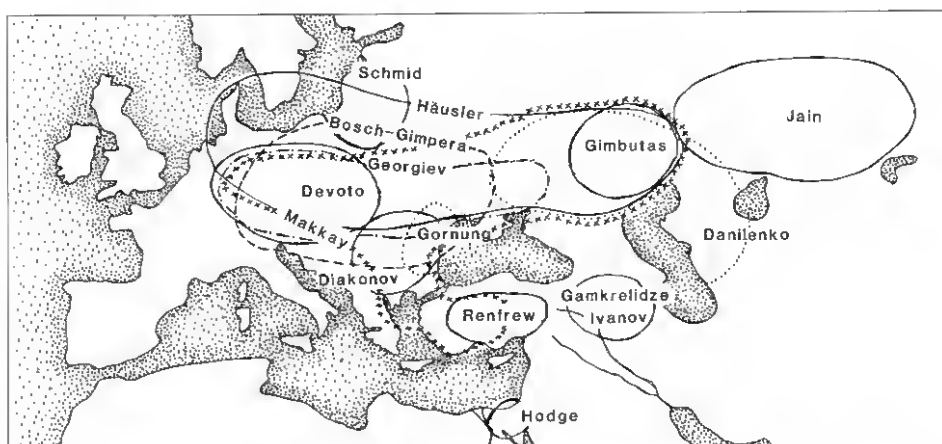 Schmid
Häusler
Jain
Bosch-Gimpera
Gimbutas
Georgiev
Devoto
Makkay
Gornung
Danilenko
Diakonov
Gamkrelidze
Renfrew
Ivanov
Hodge